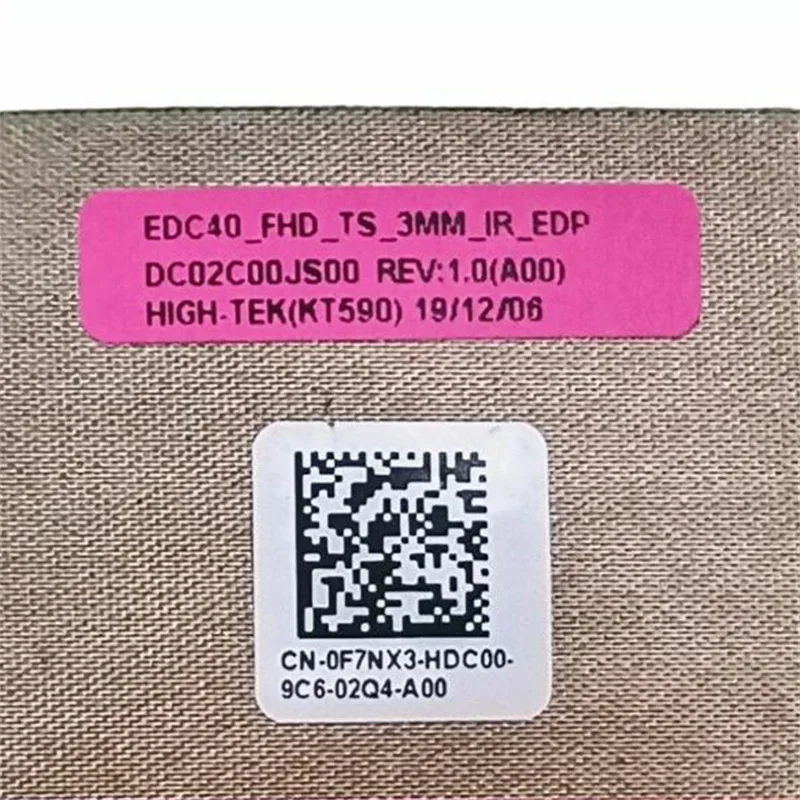 EDC40_FHD_TS_3MM_IR_EDP
DC02C00JS00 REV:1.0(A00)
HIGH-TEK(KT590) 19/12/06
CN-0F7NX3-HDC00-
9C6-02Q4-A00